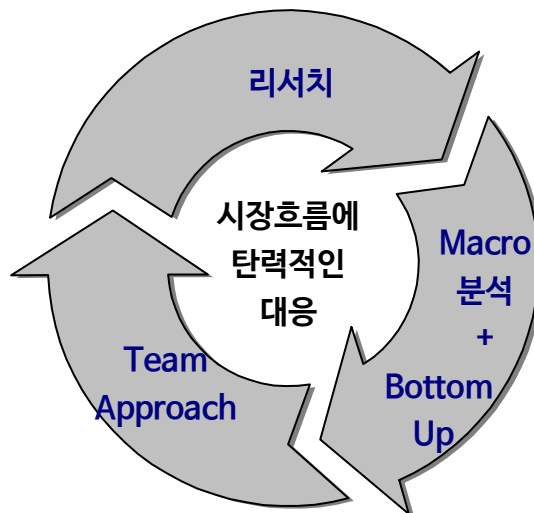 리서치
시장흐름에
탄력적인
대응
Macro
분석
+
Bottom
Up
Team
Approach